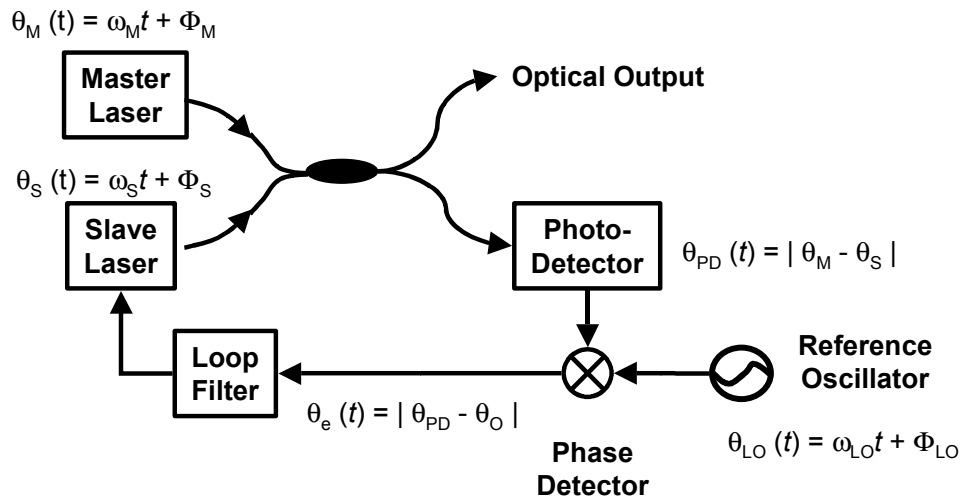 θM (t) = ωMt + ΦM
Master
Laser
Optical Output
θS (t) = ωSt + ΦS
Slave
Laser
Photo-
Detector
θPD (t) = | θM - θS |
Loop
Filter
Reference
Oscillator
θe (t) = | θPD - θO |
θLO (t) = ωLOt + ΦLO
Phase
Detector